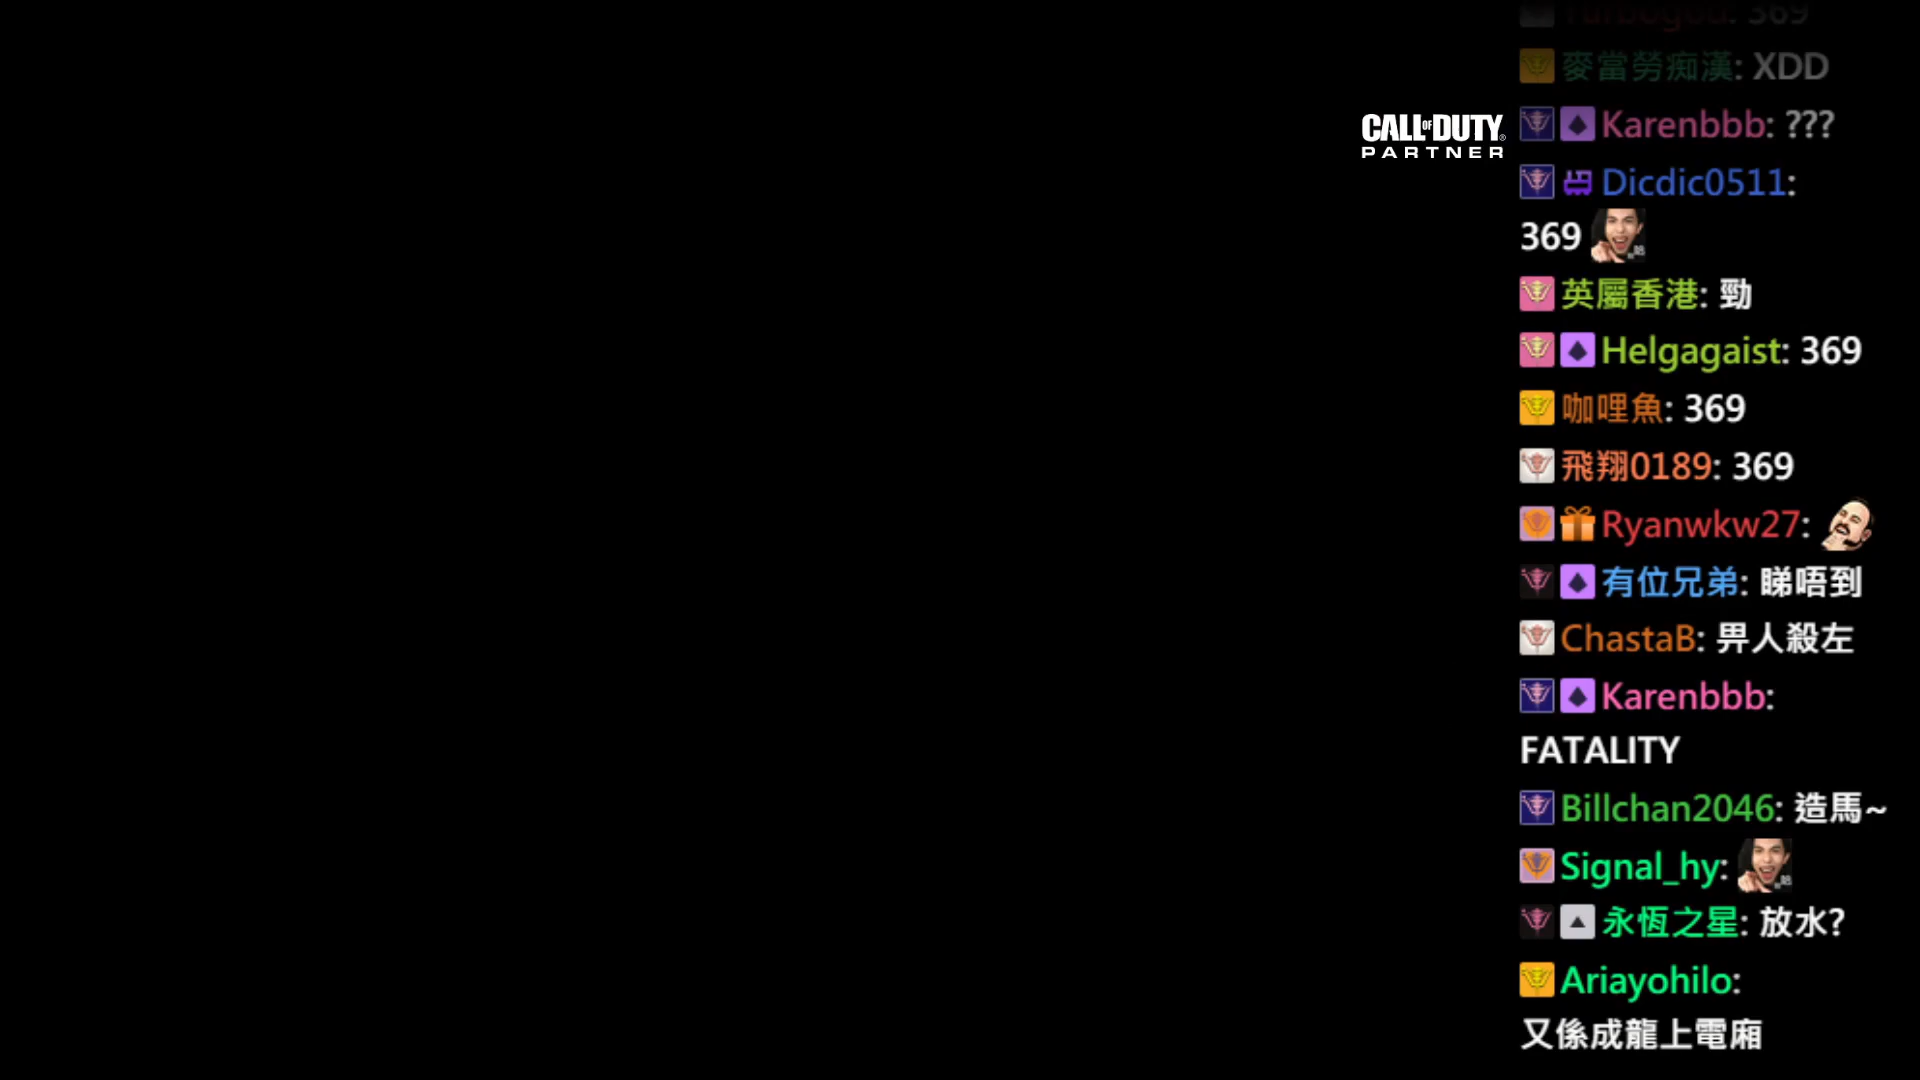 Turbogod: 369
麥當勞痴漢: XDD
CALL OF DUTY
PARTNER
Karenbbb: ???
Dicdic0511:
369
英屬香港: 勁
Helgagaist: 369
咖哩魚: 369
飛翔0189: 369
Ryanwkw27:
有位兄弟: 睇唔到
ChastaB: 畀人殺左
Karenbbb:
FATALITY
Billchan2046: 造馬~
Signal_hy:
永恆之星: 放水?
Ariayohilo:
又係成龍上電廂